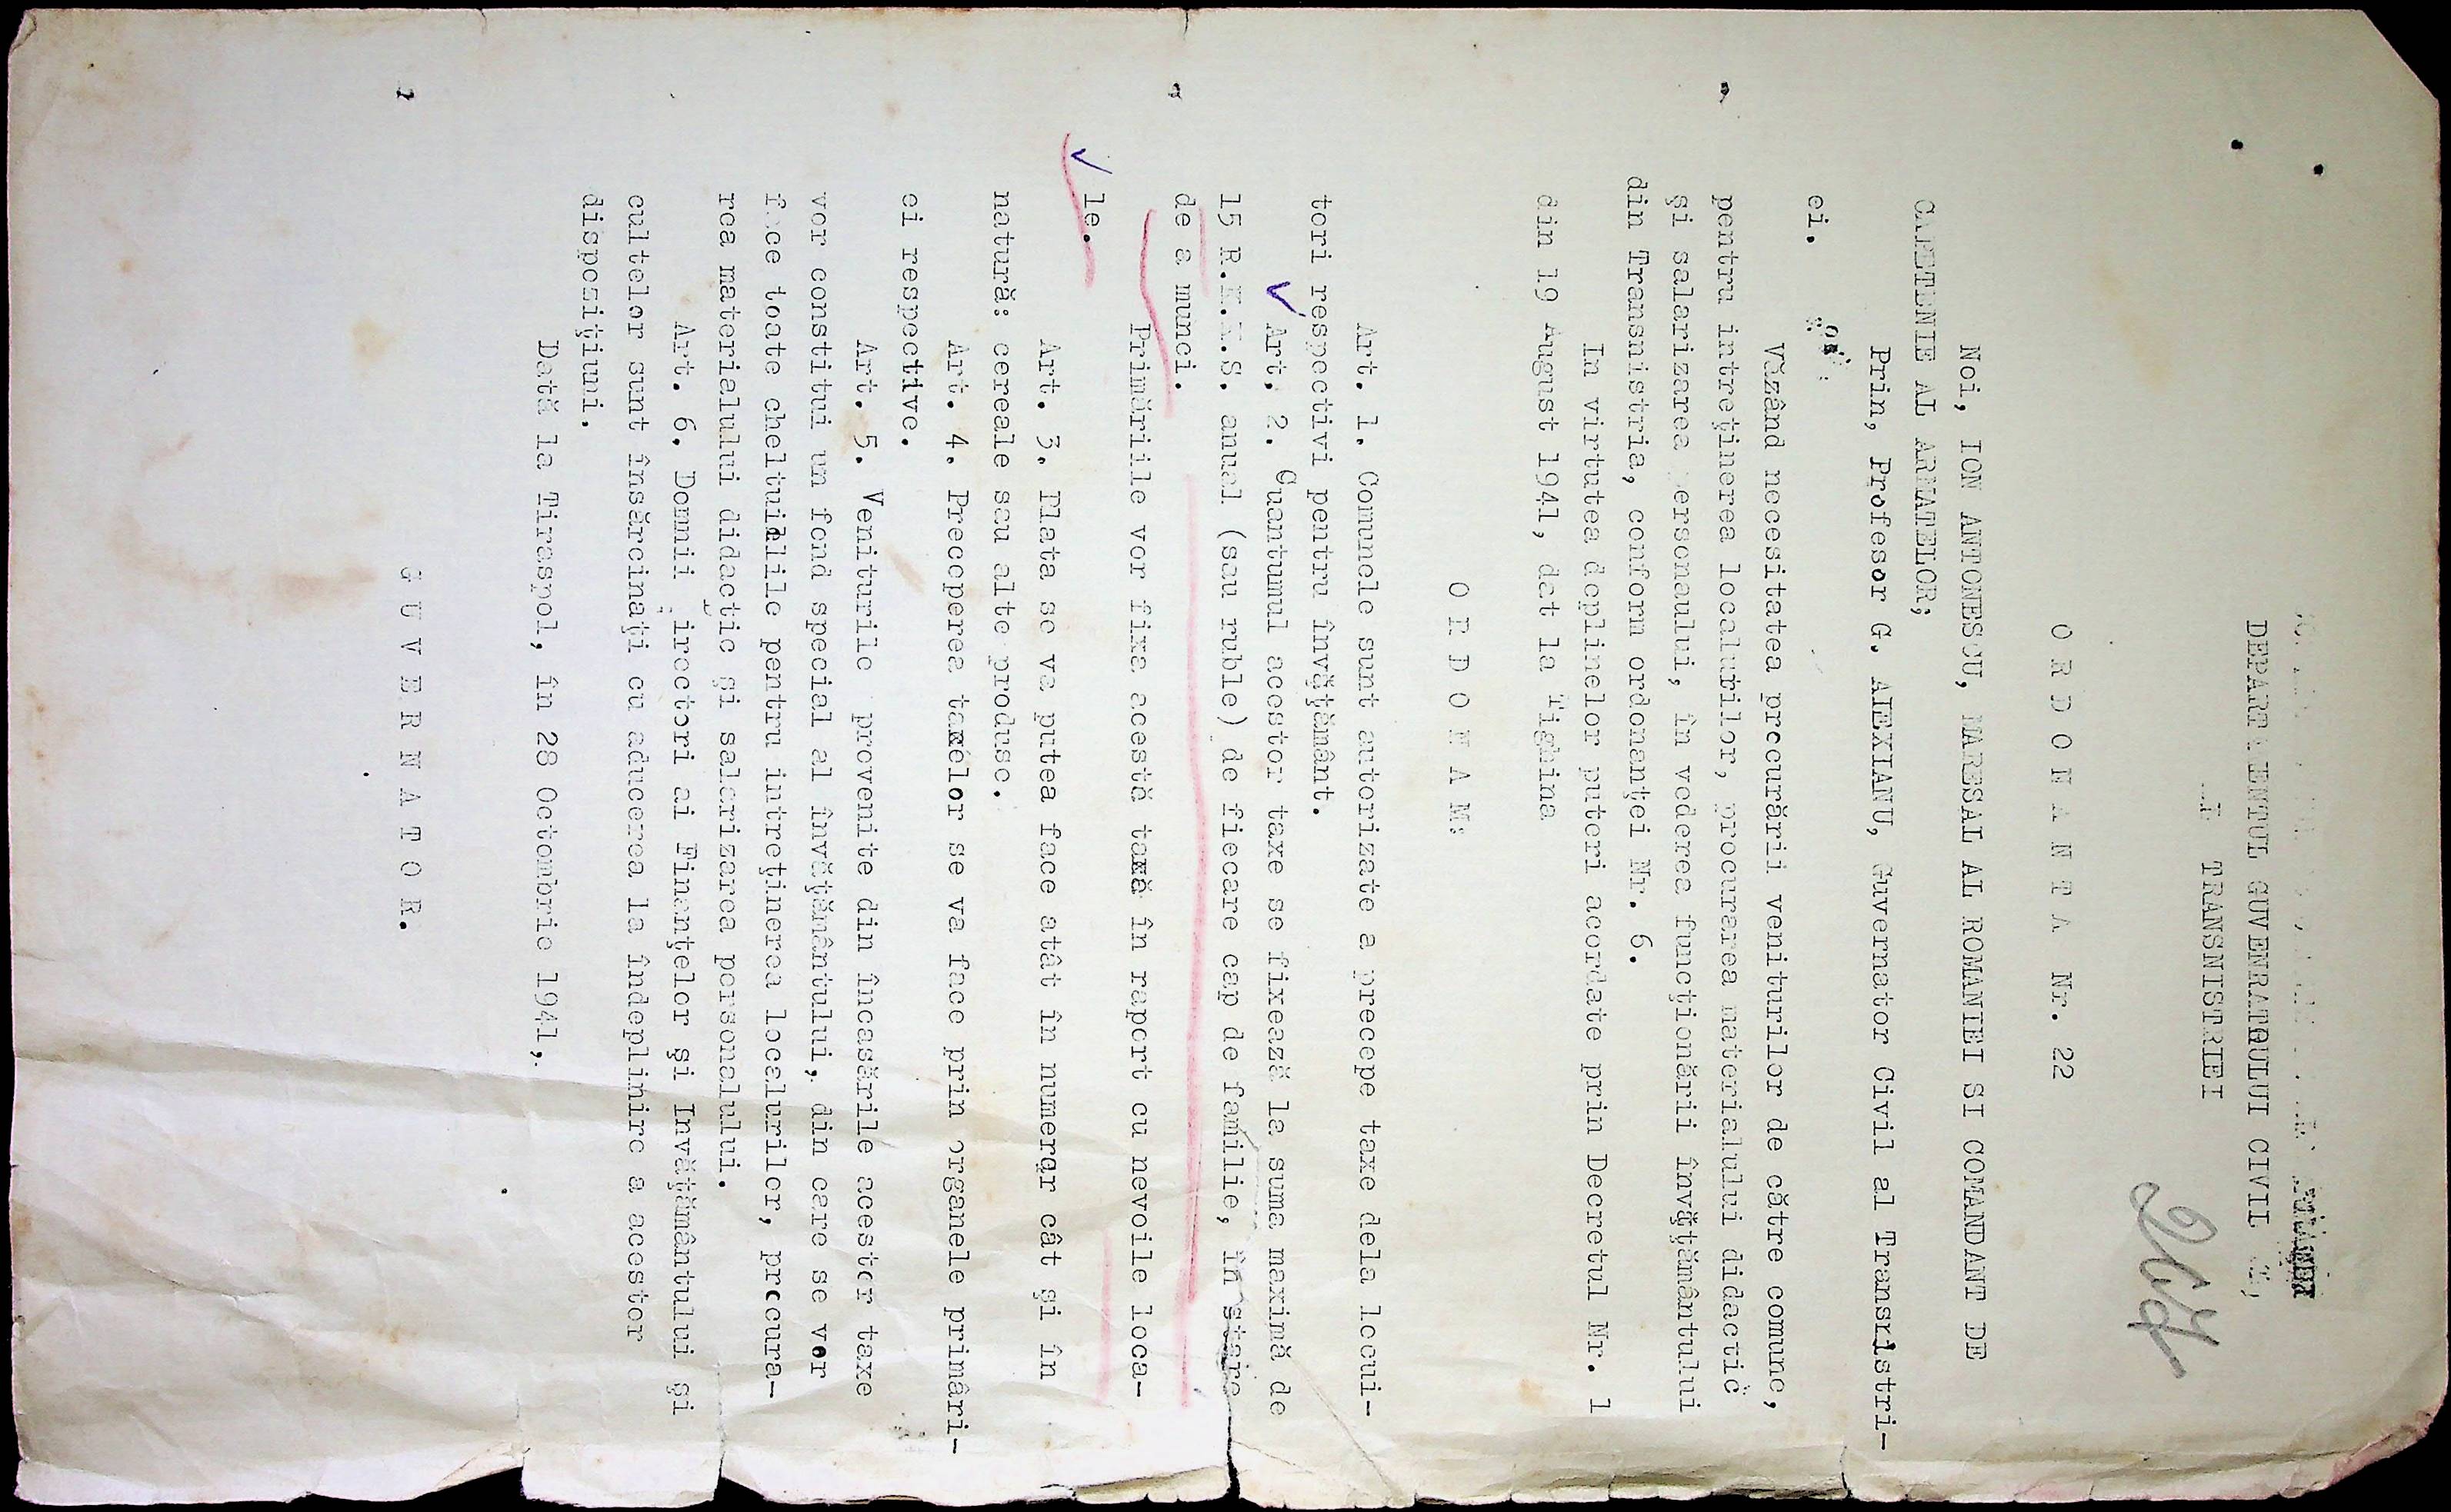 DEPARTAMENTUL GUVERATOULUI CIVIL
TRANSNISTRIEI
O R D O N A N T A Nr. 22
Noi, ION ANTONESCU, MARESAL AL ROMANIEI SI COMANDANT DE
CAPETENIE AL ARMATELOR;
Prin, Profesor G. AlEXIANU, Guvernator Civil al Transnistri-
ei.
Văzând necesitatea procurării veniturilor de către comune,
pentru intreţinerea localurilor, procurarea materialului didactic
şi salarizarea personaului, în vederea funcţionării învăţământului
din Transnistria, conform ordonanţei Nr. 6.
In virtutea deplinelor puteri acordate prin Decretul Nr. 1
din 19 August 1941, dat la Tighina
O R D O N A M:
Art. 1. Comunele sunt autorizate a precepe taxe dela locui-
tori respectivi pentru învăţământ.
Art. 2. Cuantumul acestor taxe se fixează la suma maximă de
15 R.K.K.S. anual (sau ruble) de fiecare cap de familie, în stare
de a munci.
Primăriile vor fixa acestă taxă în raport cu nevoile loca-
le.
Art. 3. Plata se va putea face atât în numerar cât şi în
natură: cereale sau alte produse.
Art. 4. Preceperea taxelor se va face prin organele primări-
ei respective.
Art. 5. Veniturile provenite din încasările acestor taxe
vor constitui un fond special al învăţământului, din care se vor
face toate cheltuielile pentru intreţinerea localurilor, procura-
rea materialului didactic şi salarizarea personalului.
Art. 6. Domnii Directori ai Finanţelor şi Invăţământului şi
cultelor sunt însărcinaţi cu aducerea la îndeplinire a acestor
dispoziţiuni.
Dată la Tiraspol, în 28 Octombrie 1941,.
G U V E R N A T O R.